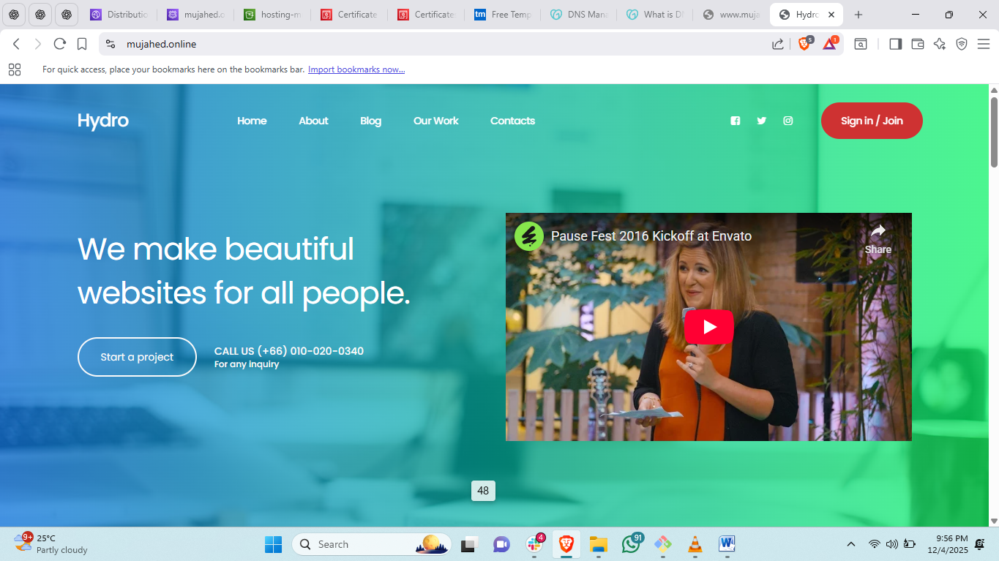 Distributio
mujahed.o
hosting-m
Certificate
Certificate
tm
Free Temp
DNS Mana
What is DN
www.muja
Hydro
mujahed.online
5
1
For quick access, place your bookmarks here on the bookmarks bar. Import bookmarks now...
Hydro
Home
About
Blog
Our Work
Contacts
Sign in / Join
Pause Fest 2016 Kickoff at Envato
Share
We make beautiful
websites for all people.
Start a project
CALL US (+66) 010-020-0340
For any inquiry
48
9+
25°C
Partly cloudy
Search
4
91
W
9:56 PM
12/4/2025